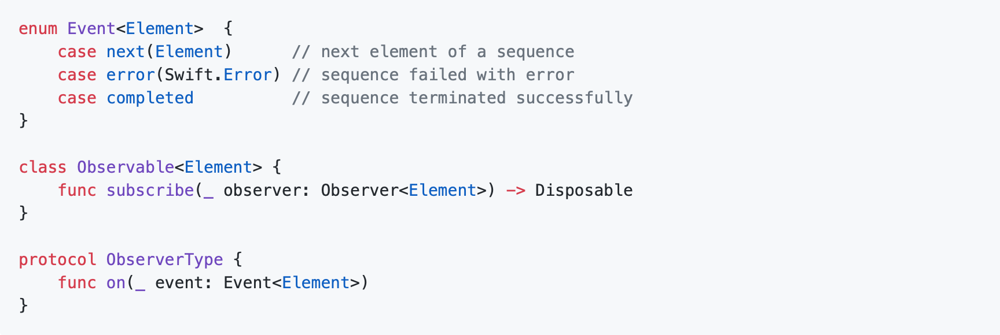 enum Event<Element>  {
    case next(Element)      // next element of a sequence
    case error(Swift.Error) // sequence failed with error
    case completed          // sequence terminated successfully
}

class Observable<Element> {
    func subscribe(_ observer: Observer<Element>) -> Disposable
}

protocol ObserverType {
    func on(_ event: Event<Element>)
}